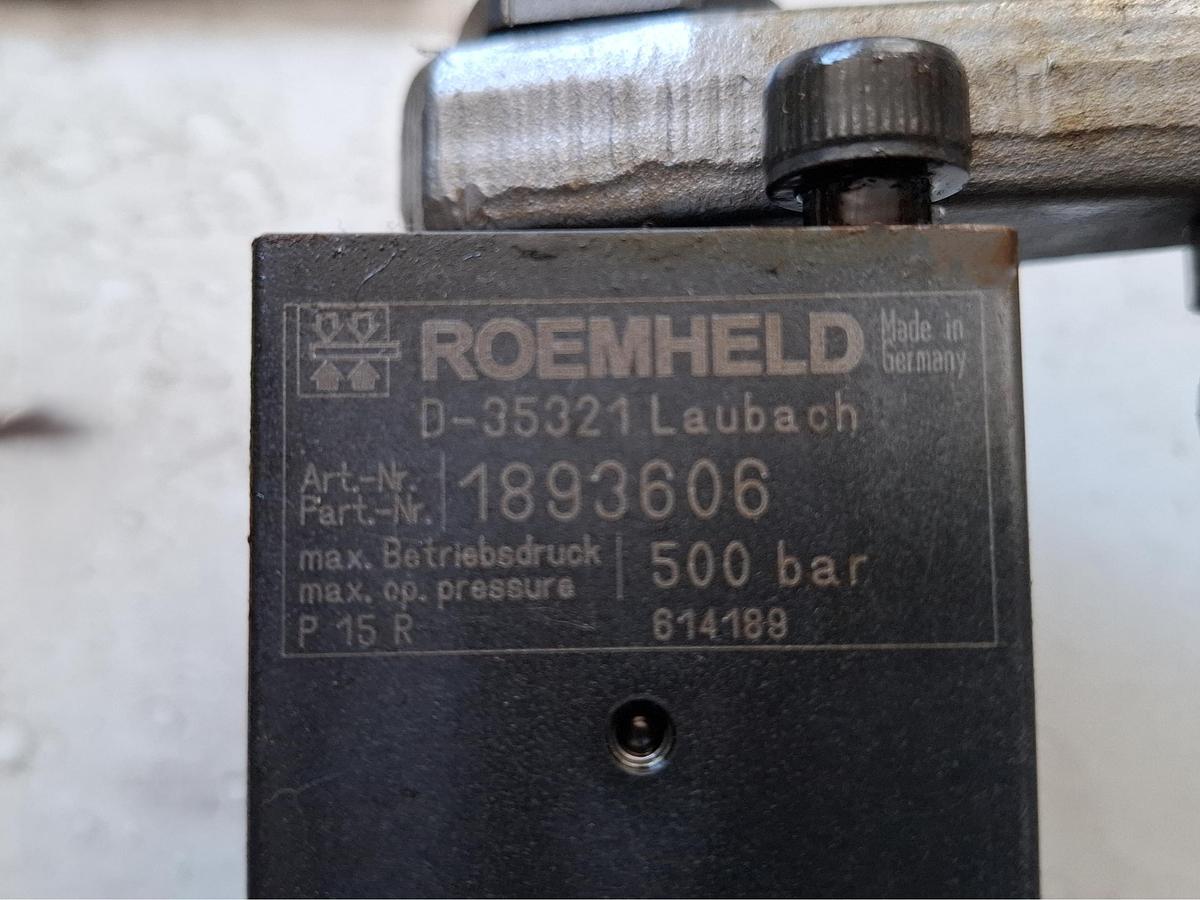 ROEMHELD
Made in
Germany
D-35321 Laubach
Art.-Nr.
Part.-Nr.
1893606
max. Betriebsdruck
max. op. pressure
500 bar
P 15 R 614189